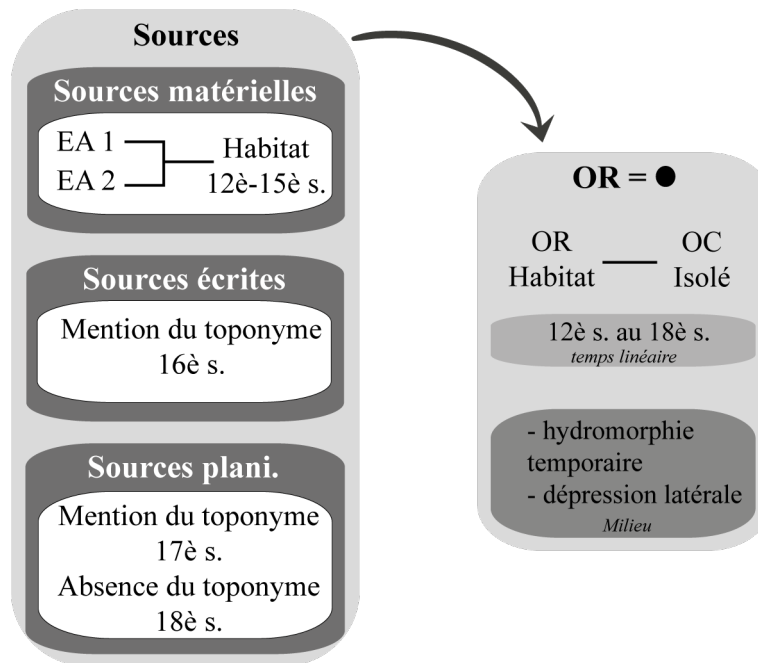 Sources
Sources matérielles
EA 1
EA 2
Habitat
12è-15è s.
Sources écrites
Mention du toponyme
16è s.
Sources plani.
Mention du toponyme
17è s.
Absence du toponyme
18è s.
OR = ●
OR
Habitat
OC
Isolé
12è s. au 18è s.
temps linéaire
- hydromorphie
temporaire
- dépression latérale
Milieu